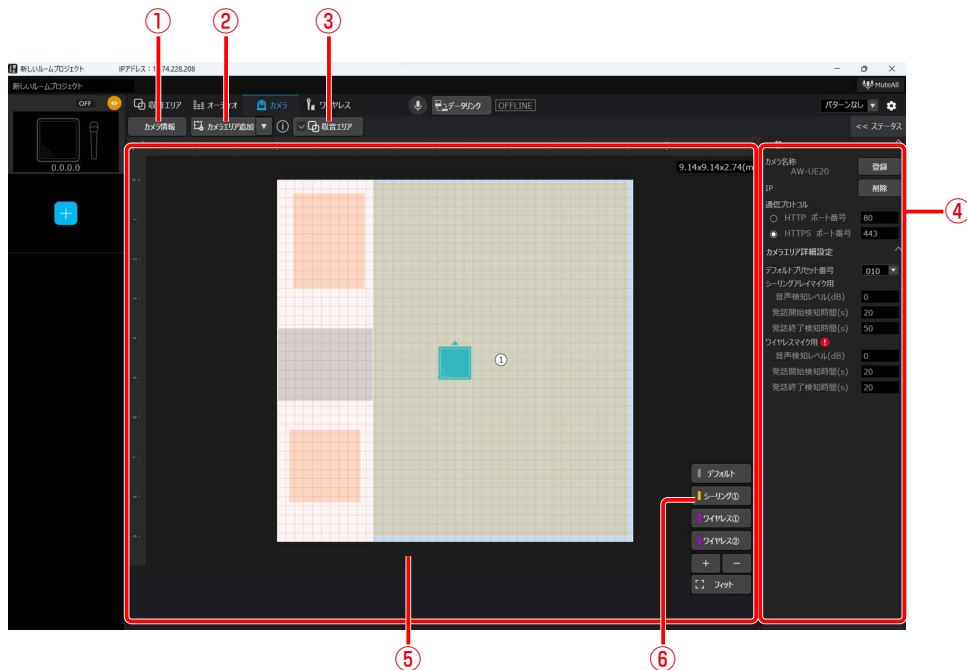 ① ② ③
新しいルームプロジェクト IPアドレス：10.74.228.208
新しいルームプロジェクト MuteAll
OFF 収音エリア オーディオ カメラ ワイヤレス データリンク OFFLINE パターンなし
カメラ情報 カメラエリア追加 収音エリア << ステータス
0.0.0.0
9.14x9.14x2.74(m
カメラ名称
AW-UE20 登録
IP 削除
通信プロトコル
HTTP ポート番号 80
HTTPS ポート番号 443
カメラエリア詳細設定
デフォルトプリセット番号 010
シーリングアレイマイク用
音声検知レベル(dB) 0
発話開始検知時間(s) 20
発話終了検知時間(s) 50
ワイヤレスマイク用
音声検知レベル(dB) 0
発話開始検知時間(s) 20
発話終了検知時間(s) 20
④
①
デフォルト
シーリング①
ワイヤレス①
ワイヤレス②
+ −
フィット
⑤ ⑥